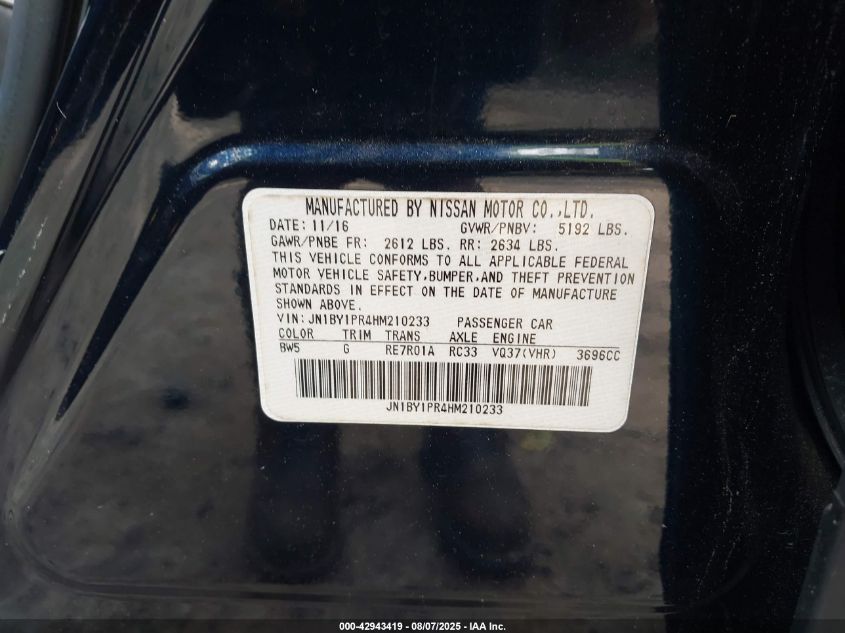 MANUFACTURED BY NISSAN MOTOR CO.,LTD.
DATE: 11/16 GVWR/PNBV: 5192 LBS.
GAWR/PNBE FR: 2612 LBS. RR: 2634 LBS.
THIS VEHICLE CONFORMS TO ALL APPLICABLE FEDERAL
MOTOR VEHICLE SAFETY,BUMPER,AND THEFT PREVENTION
STANDARDS IN EFFECT ON THE DATE OF MANUFACTURE
SHOWN ABOVE.
VIN: JN1BY1PR4HM210233 PASSENGER CAR
COLOR TRIM TRANS AXLE ENGINE
BW5 G RE7R01A RC33 VQ37(VHR) 3696CC
JN1BY1PR4HM210233
000-42943419 - 08/07/2025 - IAA Inc.